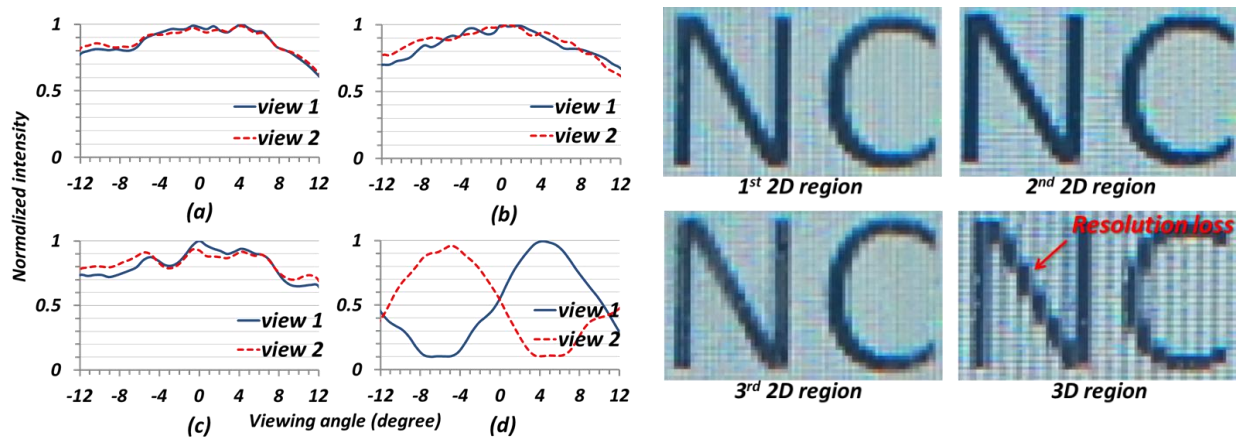 Normalized intensity
1
0.5
0
view 1
view 2
-12 -8 -4 0 4 8 12
(a)
1
0.5
0
view 1
view 2
-12 -8 -4 0 4 8 12
(b)
1
0.5
0
view 1
view 2
-12 -8 -4 0 4 8 12
(c)
1
0.5
0
view 1
view 2
-12 -8 -4 0 4 8 12
(d)
Viewing angle (degree)
NC
1st 2D region
NC
2nd 2D region
NC
3rd 2D region
Resolution loss
NC
3D region